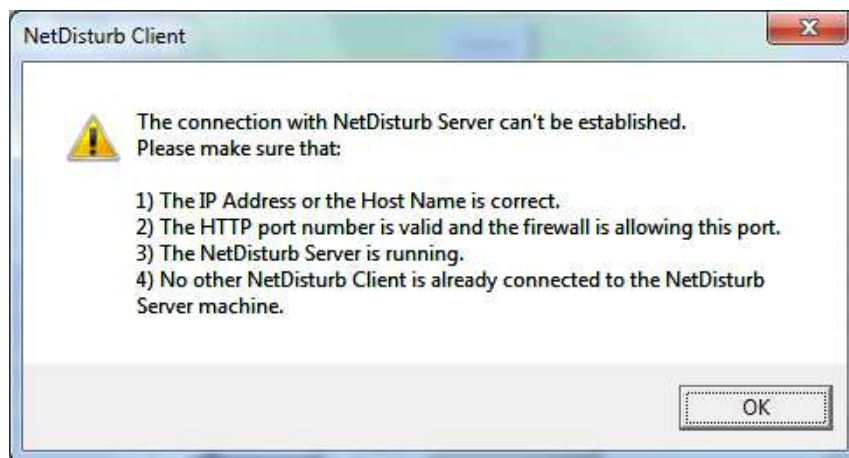 NetDisturb Client
The connection with NetDisturb Server can't be established.
Please make sure that:
1) The IP Address or the Host Name is correct.
2) The HTTP port number is valid and the firewall is allowing this port.
3) The NetDisturb Server is running.
4) No other NetDisturb Client is already connected to the NetDisturb
Server machine.
OK